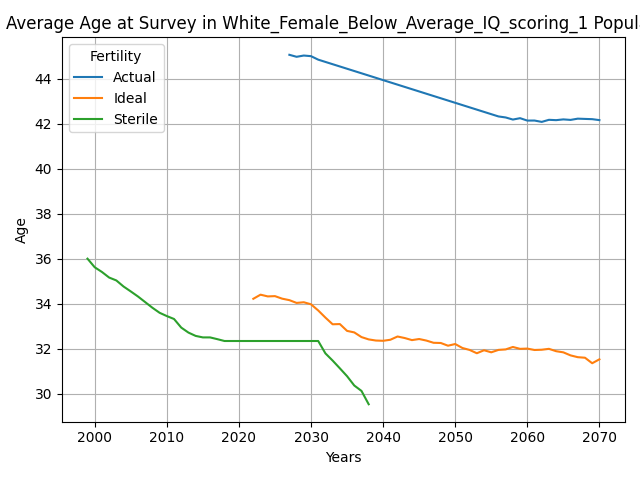 Average Age at Survey in White_Female_Below_Average_IQ_scoring_1 Popul
Fertility
Actual
Ideal
Sterile
44
42
40
38
36
34
32
30
Age
2000 2010 2020 2030 2040 2050 2060 2070
Years